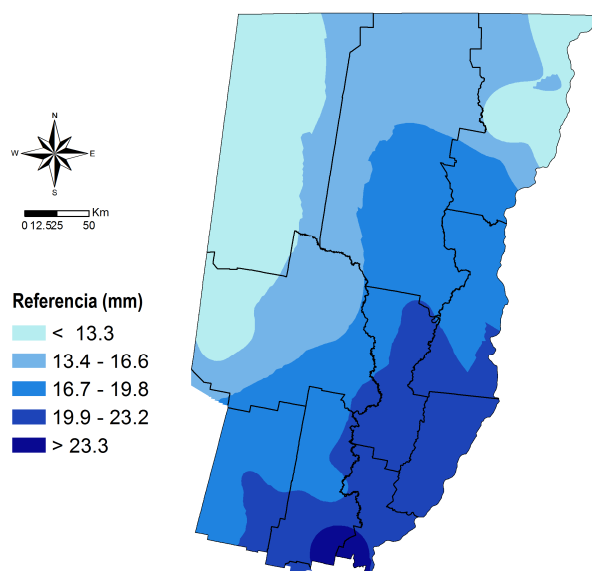 N
W E
S
Km
0 12.525 50
Referencia (mm)
< 13.3
13.4 - 16.6
16.7 - 19.8
19.9 - 23.2
> 23.3